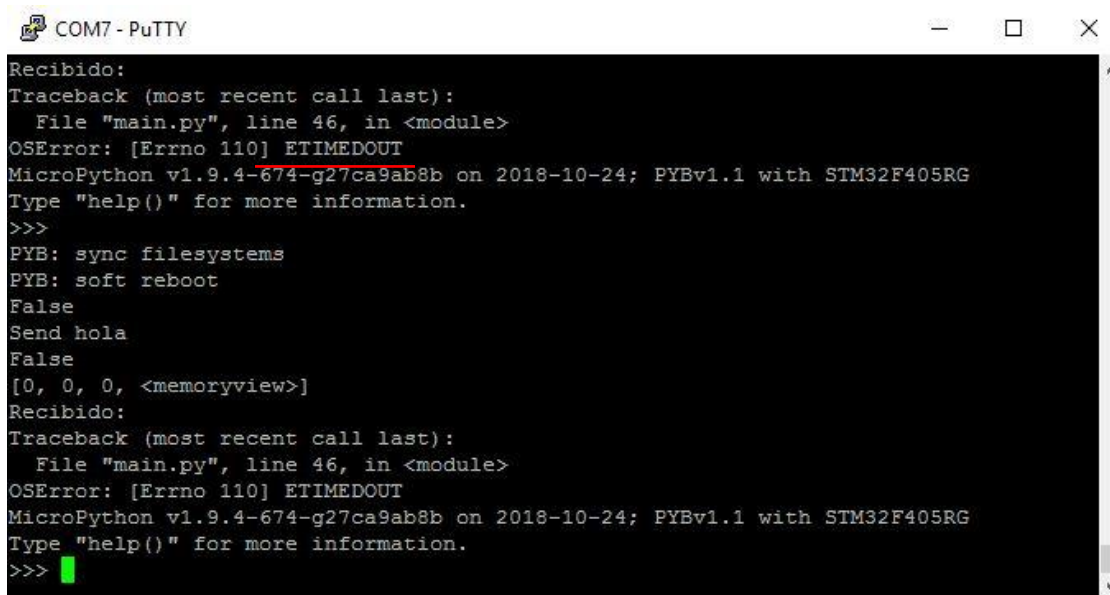 COM7 - PuTTY
Recibido:
Traceback (most recent call last):
  File "main.py", line 46, in <module>
OSError: [Errno 110] ETIMEDOUT
MicroPython v1.9.4-674-g27ca9ab8b on 2018-10-24; PYBv1.1 with STM32F405RG
Type "help()" for more information.
>>>
PYB: sync filesystems
PYB: soft reboot
False
Send hola
False
[0, 0, 0, <memoryview>]
Recibido:
Traceback (most recent call last):
  File "main.py", line 46, in <module>
OSError: [Errno 110] ETIMEDOUT
MicroPython v1.9.4-674-g27ca9ab8b on 2018-10-24; PYBv1.1 with STM32F405RG
Type "help()" for more information.
>>>